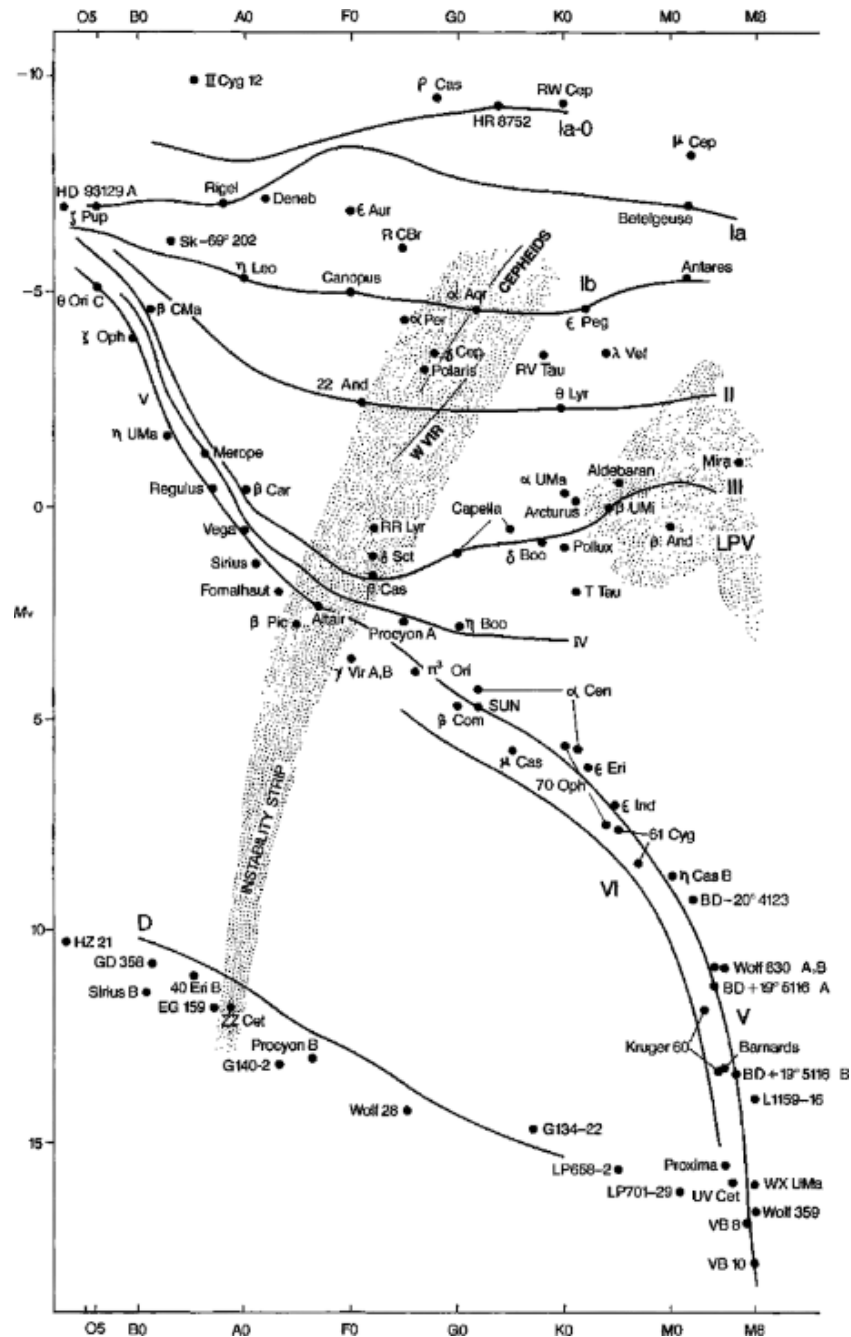 O5 B0 A0 F0 G0 K0 M0 M8
-10
II Cyg 12
ρ Cas
RW Cep
HR 8752
Ia-0
μ Cep
HD 93129 A
Rigel
Deneb
ζ Pup
ε Aur
Betelgeuse
Ia
R CBr
Sk-69° 202
CEPHEIDS
η Leo
Canopus
Ib
Antares
-5
α Aqr
θ Ori C
β CMa
α Per
ε Peg
ζ Oph
δ Cep
RV Tau
λ Vel
Polaris
22 And
θ Lyr
II
V
W VIR
η UMa
Merope
Mira
Aldebaran
α UMa
Regulus
β Car
III
0
Arcturus
β UMi
Capella
RR Lyr
Vega
δ Boo
Pollux
β And
LPV
δ Sct
Sirius
β Cas
Fomalhaut
T Tau
Mv
Altair
β Pic
Procyon A
η Boo
IV
γ Vir A,B
π³ Ori
α Cen
SUN
5
β Com
μ Cas
ε Eri
70 Oph
ε Ind
INSTABILITY STRIP
61 Cyg
VI
η Cas B
BD-20° 4123
D
10
HZ 21
GD 358
Wolf 630 A,B
40 Eri B
Sirius B
BD+19° 5116 A
EG 159
ZZ Cet
V
Kruger 60
Barnards
Procyon B
G140-2
BD+19° 5116 B
L1159-16
Wolf 28
G134-22
15
Proxima
LP658-2
LP701-29
UV Cet
WX UMa
Wolf 359
VB 8
VB 10
O5 B0 A0 F0 G0 K0 M0 M8